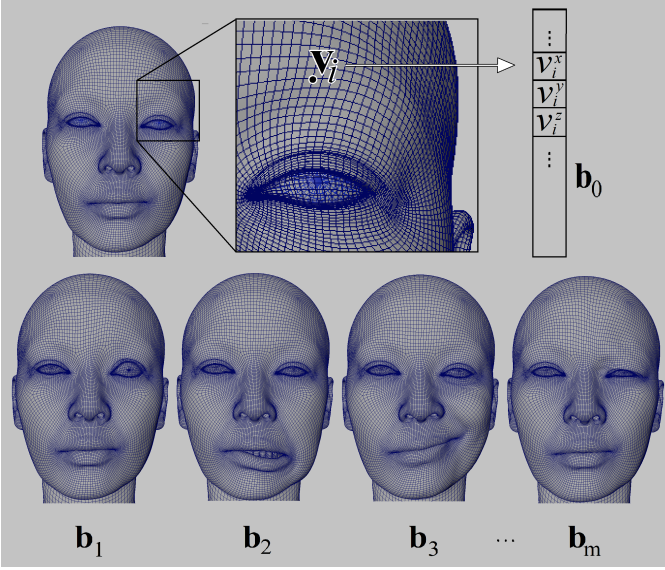 v_i
⋮
v_i^x
v_i^y
v_i^z
⋮
b_0
b_1 b_2 b_3 ... b_m